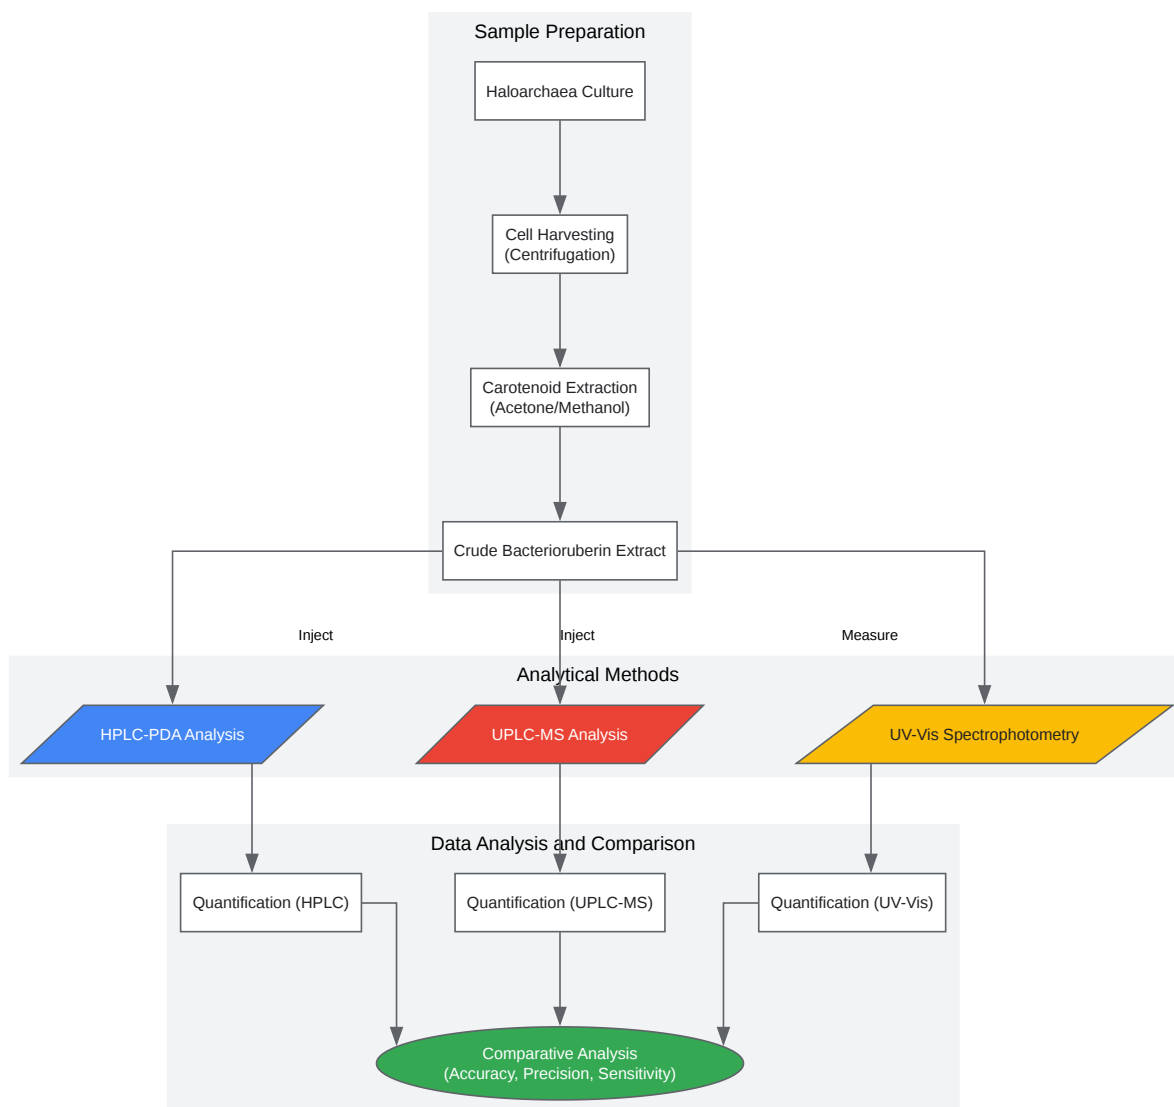 Sample Preparation
Haloarchaea Culture
Cell Harvesting
(Centrifugation)
Carotenoid Extraction
(Acetone/Methanol)
Crude Bacterioruberin Extract
Inject
Inject
Measure
Analytical Methods
HPLC-PDA Analysis
UPLC-MS Analysis
UV-Vis Spectrophotometry
Data Analysis and Comparison
Quantification (HPLC)
Quantification (UPLC-MS)
Quantification (UV-Vis)
Comparative Analysis
(Accuracy, Precision, Sensitivity)